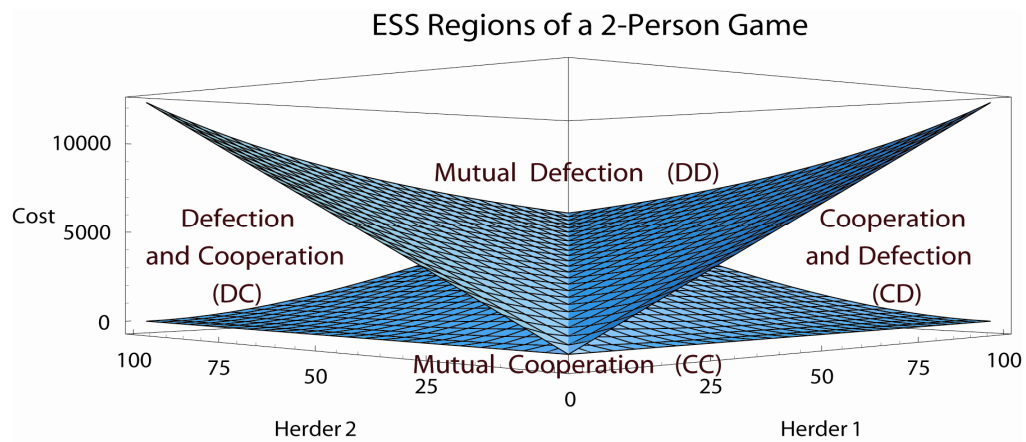 ESS Regions of a 2-Person Game
10000
Mutual Defection (DD)
Cost
Defection
and Cooperation
(DC)
Cooperation
and Defection
(CD)
5000
0
Mutual Cooperation (CC)
100
75
50
25
0
25
50
75
100
Herder 2
Herder 1